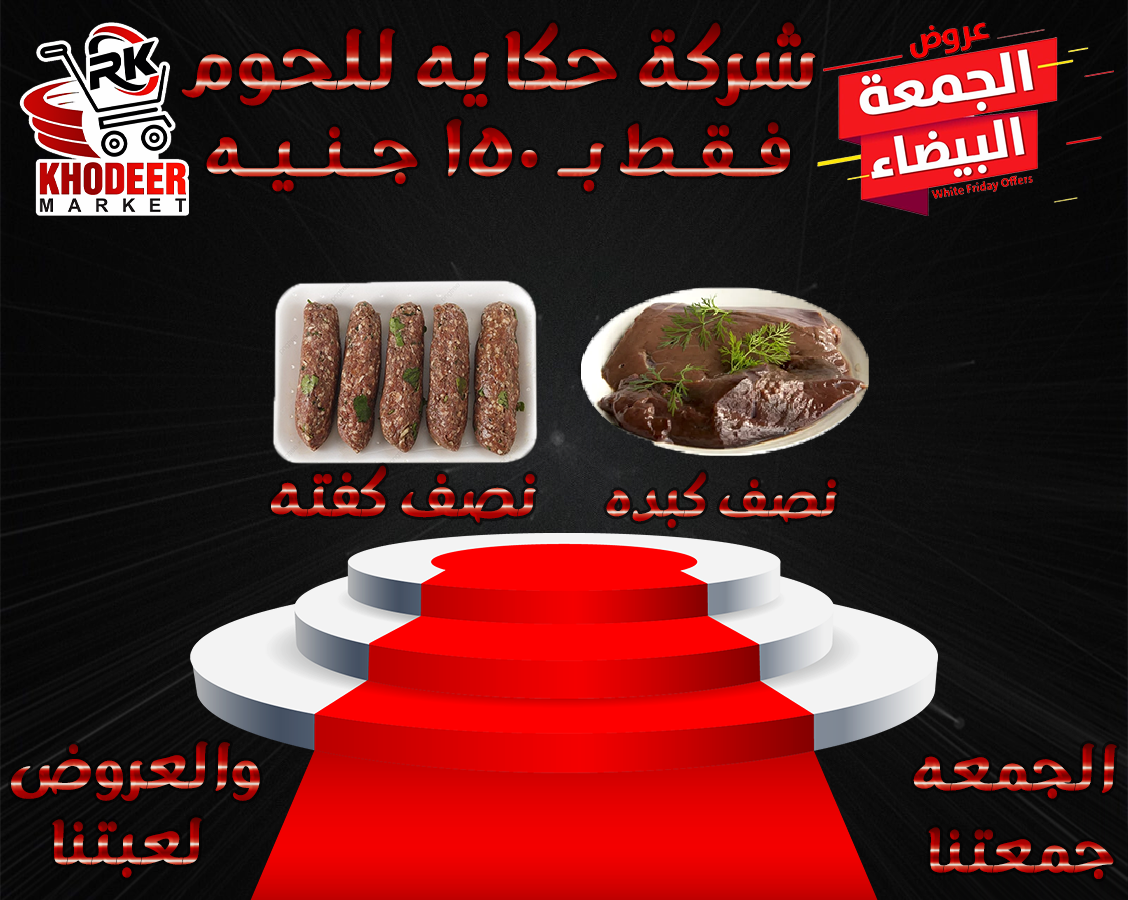 RK
KHODEER
MARKET
شركة حكايه للحوم
فقط بـ ١٥٠ جنيه
عروض
الجمعة
البيضاء
White Friday Offers
نصف كبده
نصف كفته
الجمعه
جمعتنا
والعروض
لعبتنا